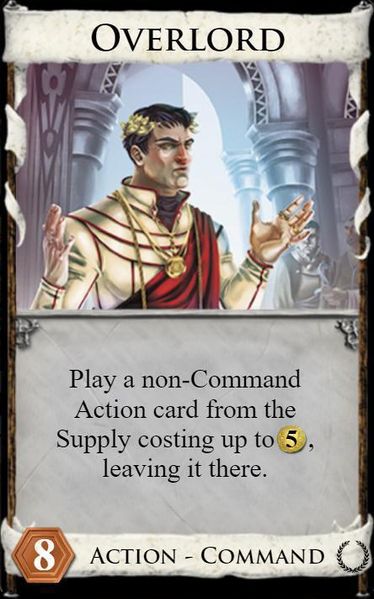 OVERLORD
Play a non-Command
Action card from the
Supply costing up to 5,
leaving it there.
8 ACTION - COMMAND